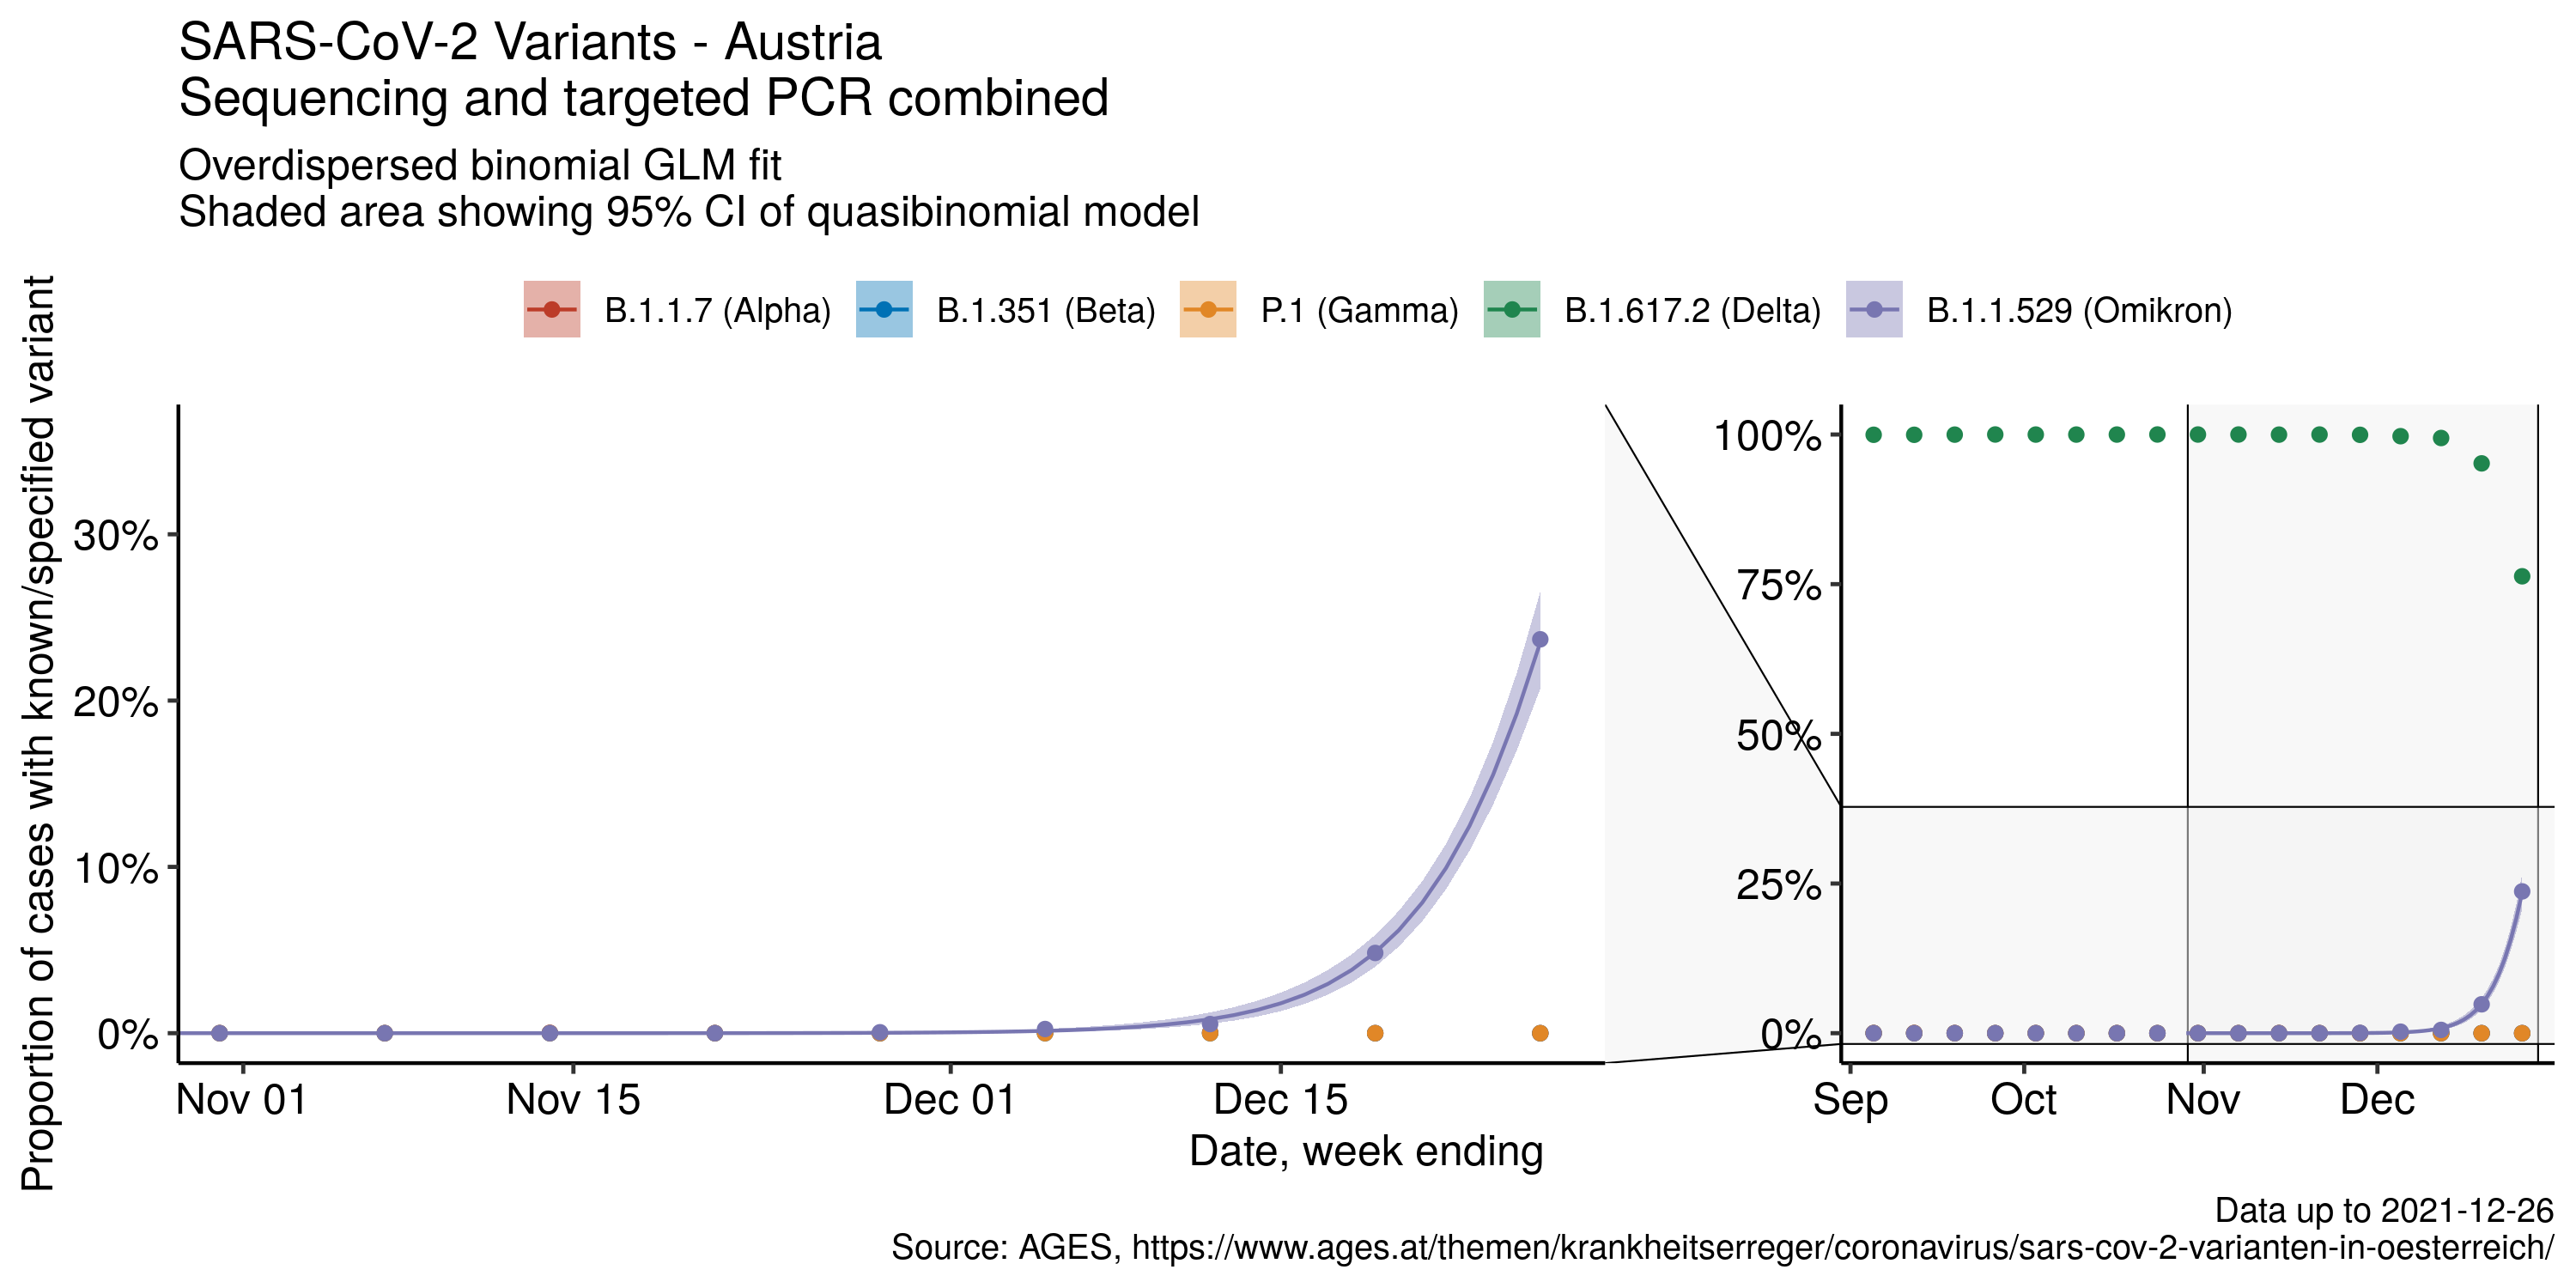 SARS-CoV-2 Variants - Austria
Sequencing and targeted PCR combined
Overdispersed binomial GLM fit
Shaded area showing 95% CI of quasibinomial model
B.1.1.7 (Alpha) B.1.351 (Beta) P.1 (Gamma) B.1.617.2 (Delta) B.1.1.529 (Omikron)
Proportion of cases with known/specified variant
30%
20%
10%
0%
Nov 01 Nov 15 Dec 01 Dec 15
100%
75%
50%
25%
0%
Sep Oct Nov Dec
Date, week ending
Data up to 2021-12-26
Source: AGES, https://www.ages.at/themen/krankheitserreger/coronavirus/sars-cov-2-varianten-in-oesterreich/